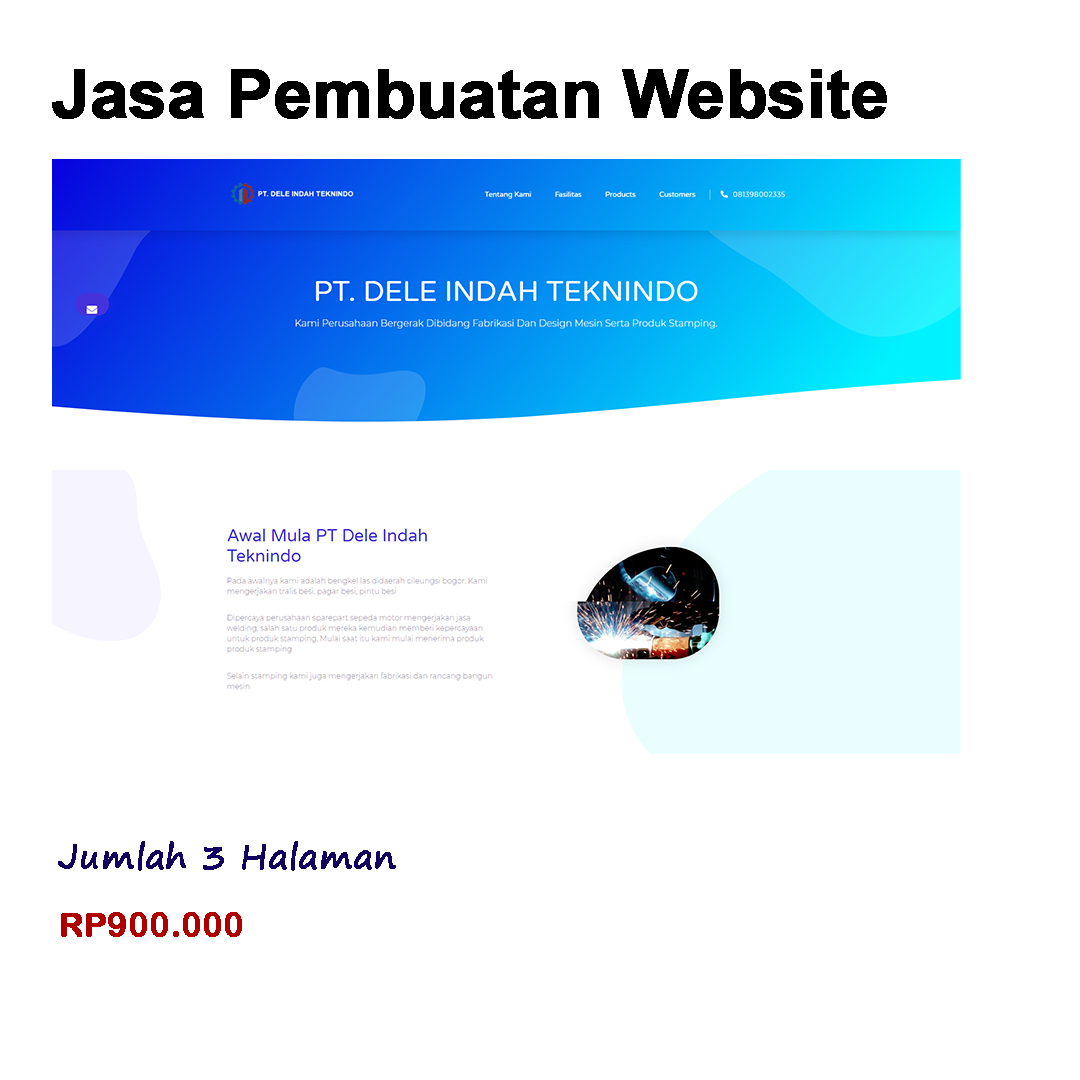 Jasa Pembuatan Website
PT. DELE INDAH TEKNINDO
Tentang Kami Fasilitas Products Customers 081398002335
PT. DELE INDAH TEKNINDO
Kami Perusahaan Bergerak Dibidang Fabrikasi Dan Design Mesin Serta Produk Stamping.
Awal Mula PT Dele Indah
Teknindo
Pada awalnya kami adalah bengkel las didaerah cileungsi bogor. Kami
mengerjakan tralis besi, pagar besi, pintu besi
Dipercaya perusahaan sparepart sepeda motor mengerjakan jasa
welding, salah satu produk mereka kemudian memberi kepercayaan
untuk produk stamping. Mulai saat itu kami mulai menerima produk
produk stamping
Selain stamping kami juga mengerjakan fabrikasi dan rancang bangun
mesin
Jumlah 3 Halaman
RP900.000